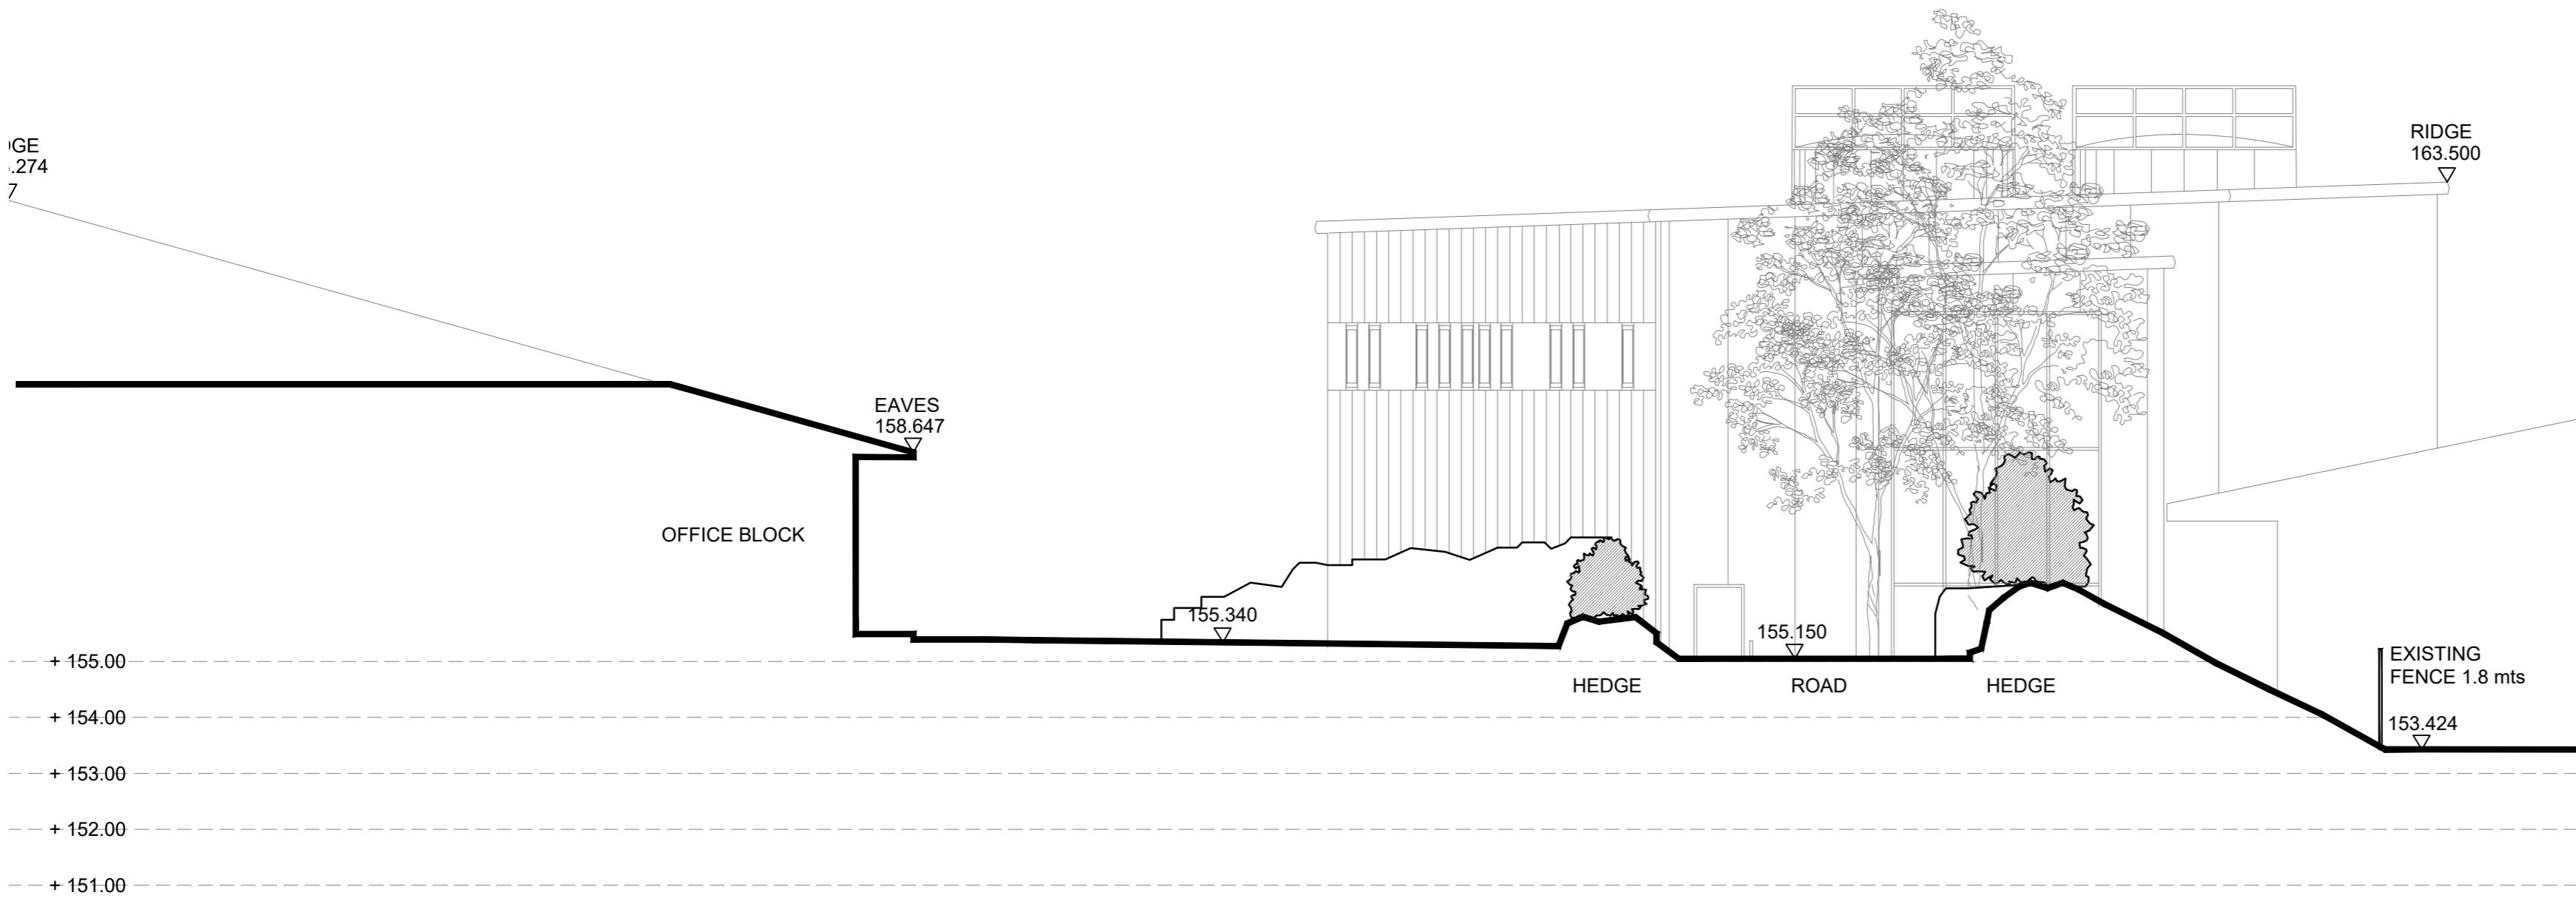 .274
RIDGE
163.500
EAVES
158.647
OFFICE BLOCK
155.340
155.150
+ 155.00
HEDGE
ROAD
HEDGE
EXISTING
FENCE 1.8 mts
153.424
+ 154.00
+ 153.00
+ 152.00
+ 151.00